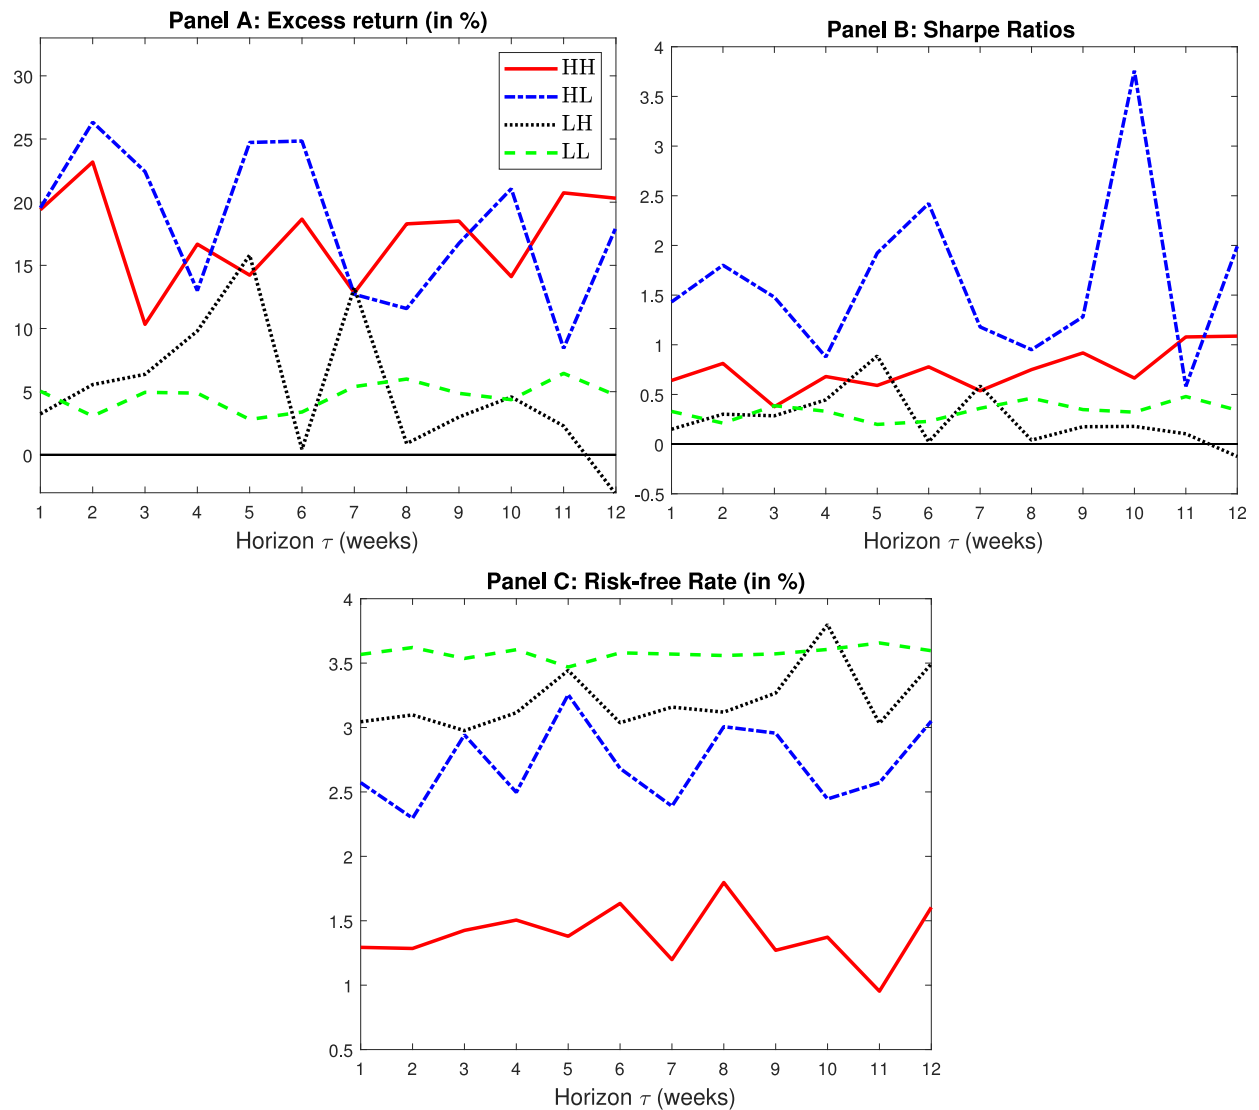 Panel A: Excess return (in %)
30
25
20
15
10
5
0
1 2 3 4 5 6 7 8 9 10 11 12
Horizon τ (weeks)
HH
HL
LH
LL
Panel B: Sharpe Ratios
4
3.5
3
2.5
2
1.5
1
0.5
0
-0.5
1 2 3 4 5 6 7 8 9 10 11 12
Horizon τ (weeks)
Panel C: Risk-free Rate (in %)
4
3.5
3
2.5
2
1.5
1
0.5
1 2 3 4 5 6 7 8 9 10 11 12
Horizon τ (weeks)